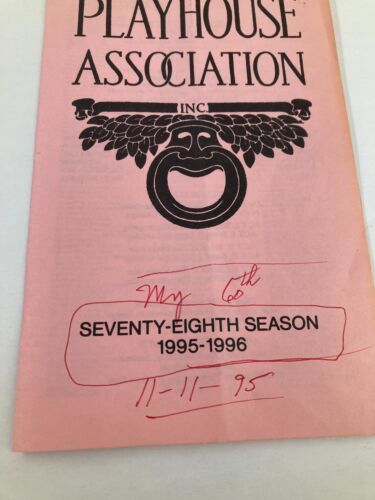 PLAYHOUSE
ASSOCIATION
INC.
My 60th
SEVENTY-EIGHTH SEASON
1995-1996
11-11-95